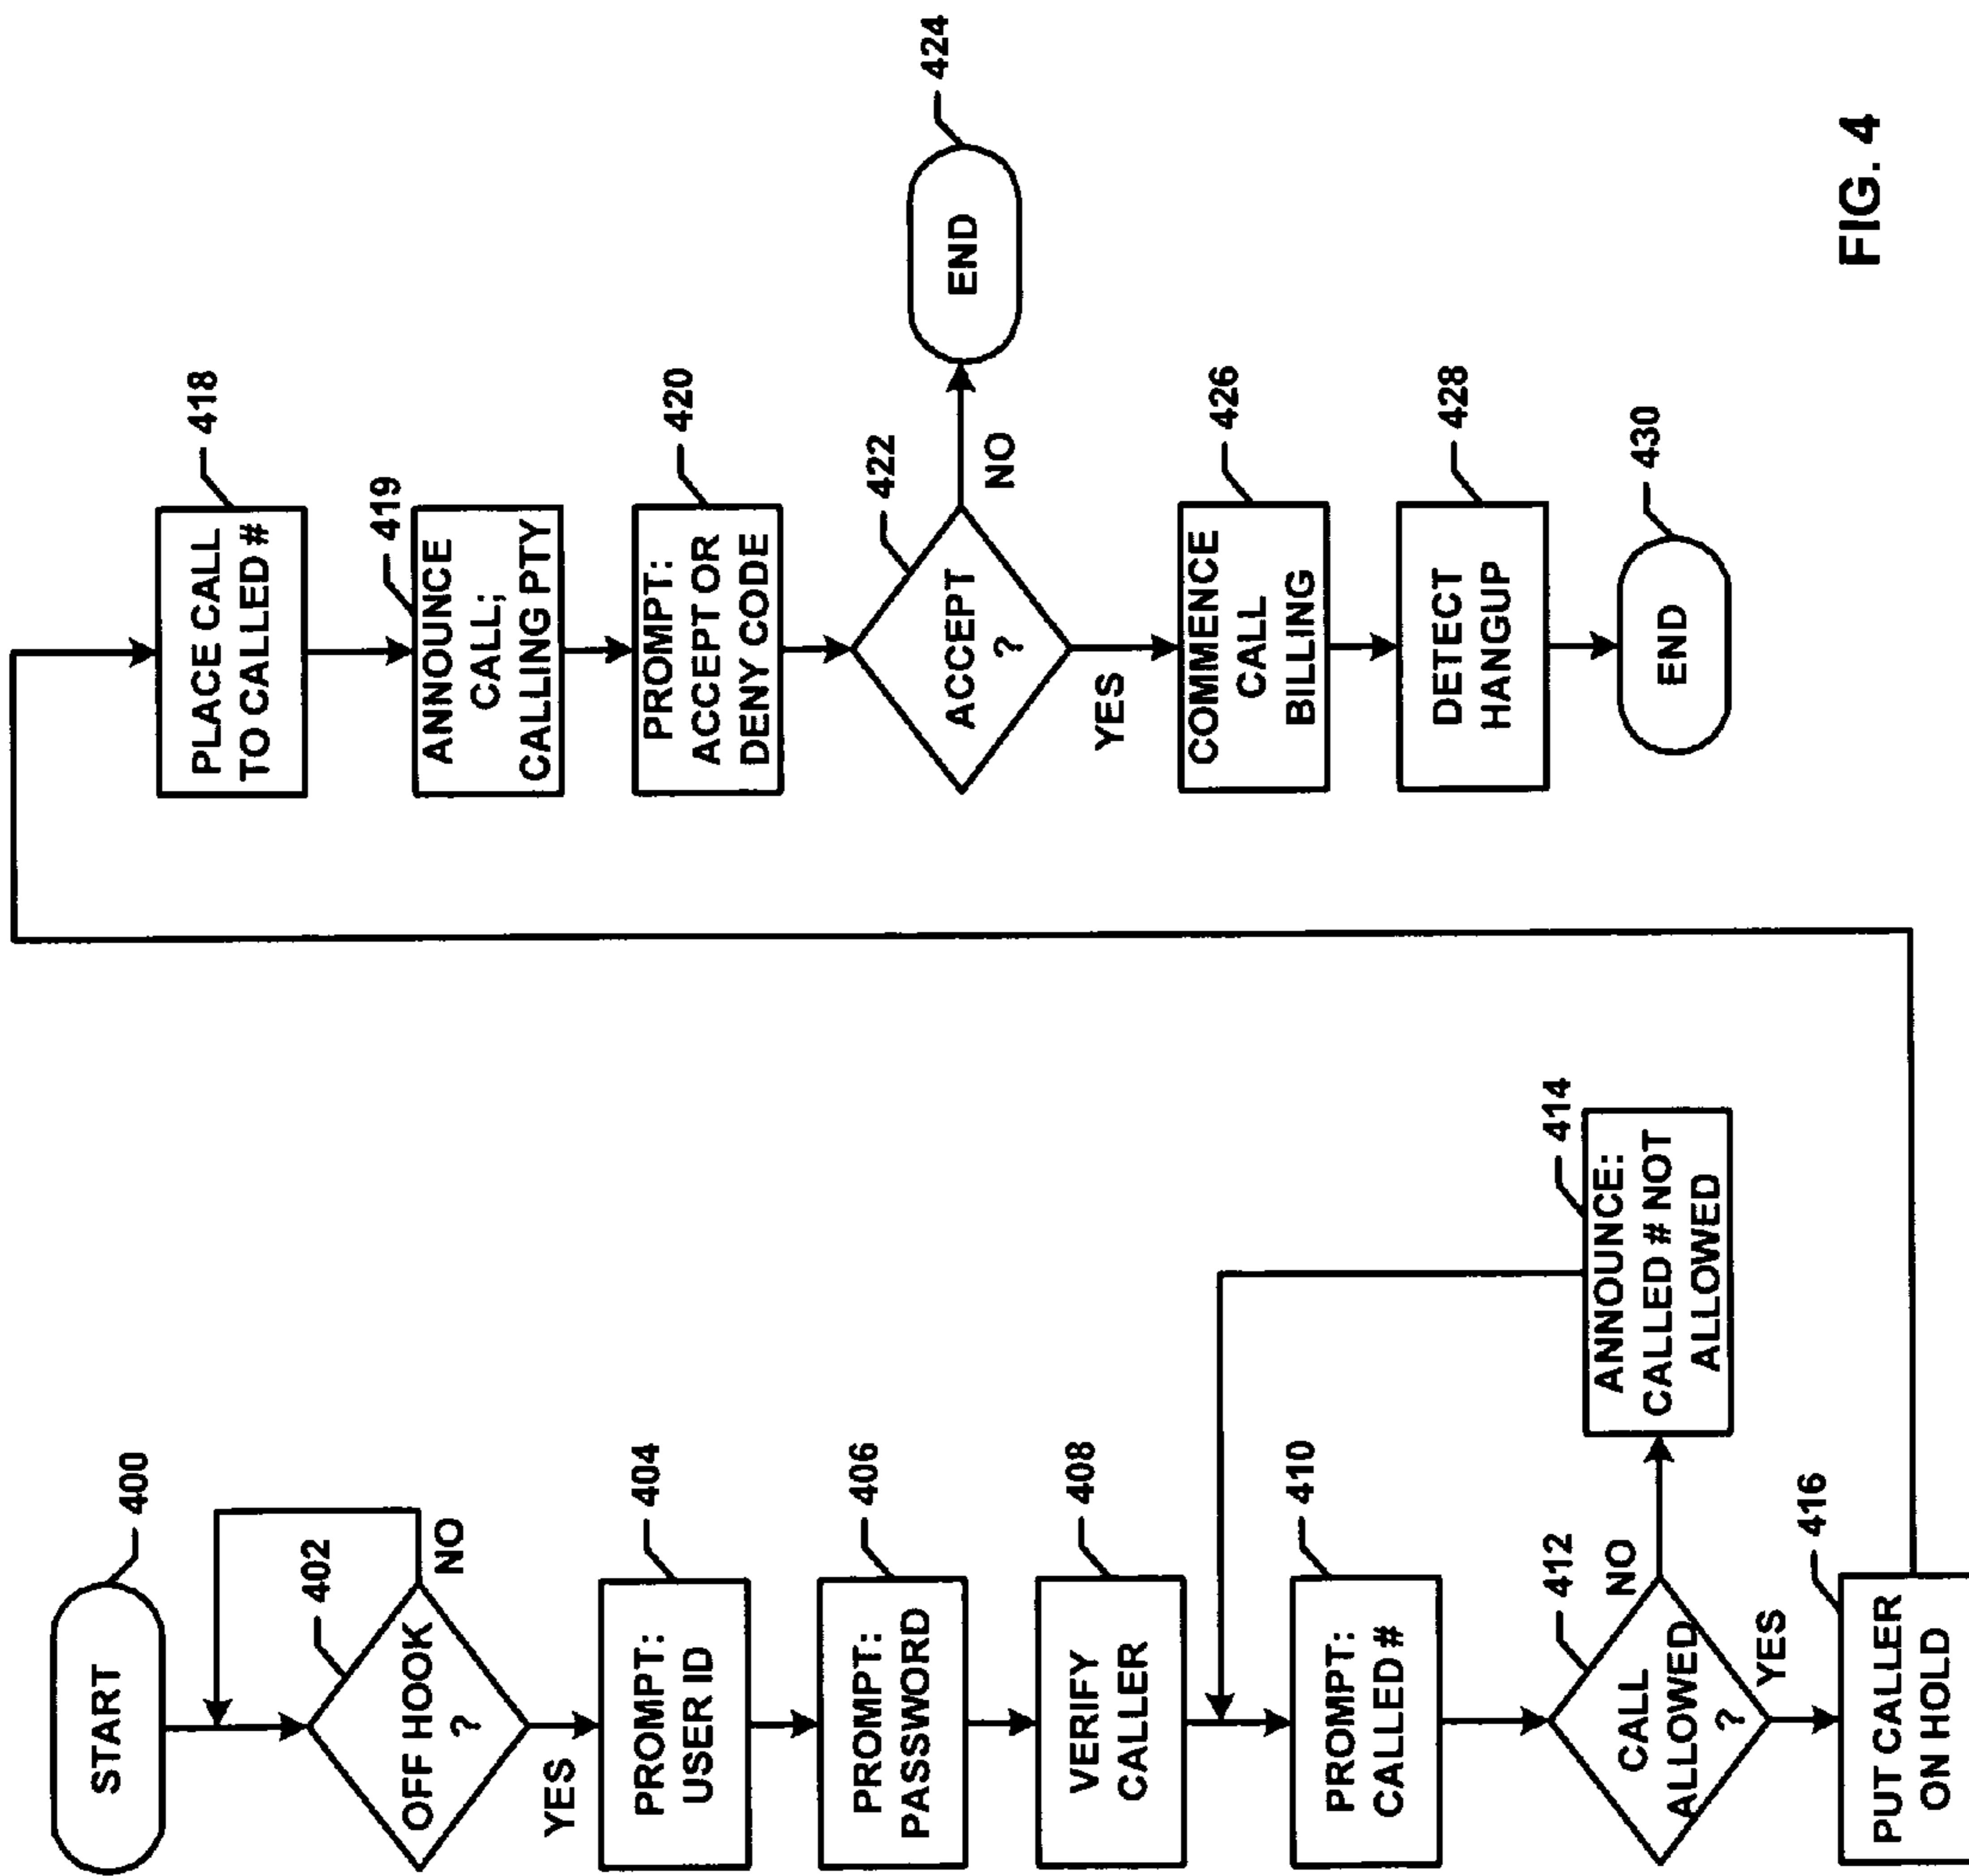 START
400
OFF HOOK
?
402
NO
YES
PROMPT:
USER ID
404
PROMPT:
PASSWORD
406
VERIFY
CALLER
408
PROMPT:
CALLED #
410
CALL
ALLOWED
?
412
NO
YES
ANNOUNCE:
CALLED # NOT
ALLOWED
414
PUT CALLER
ON HOLD
416
PLACE CALL
TO CALLED #
418
ANNOUNCE
CALL;
CALLING PTY
419
PROMPT:
ACCEPT OR
DENY CODE
420
ACCEPT
?
422
NO
YES
END
424
COMMENCE
CALL
BILLING
426
DETECT
HANGUP
428
END
430
FIG. 4